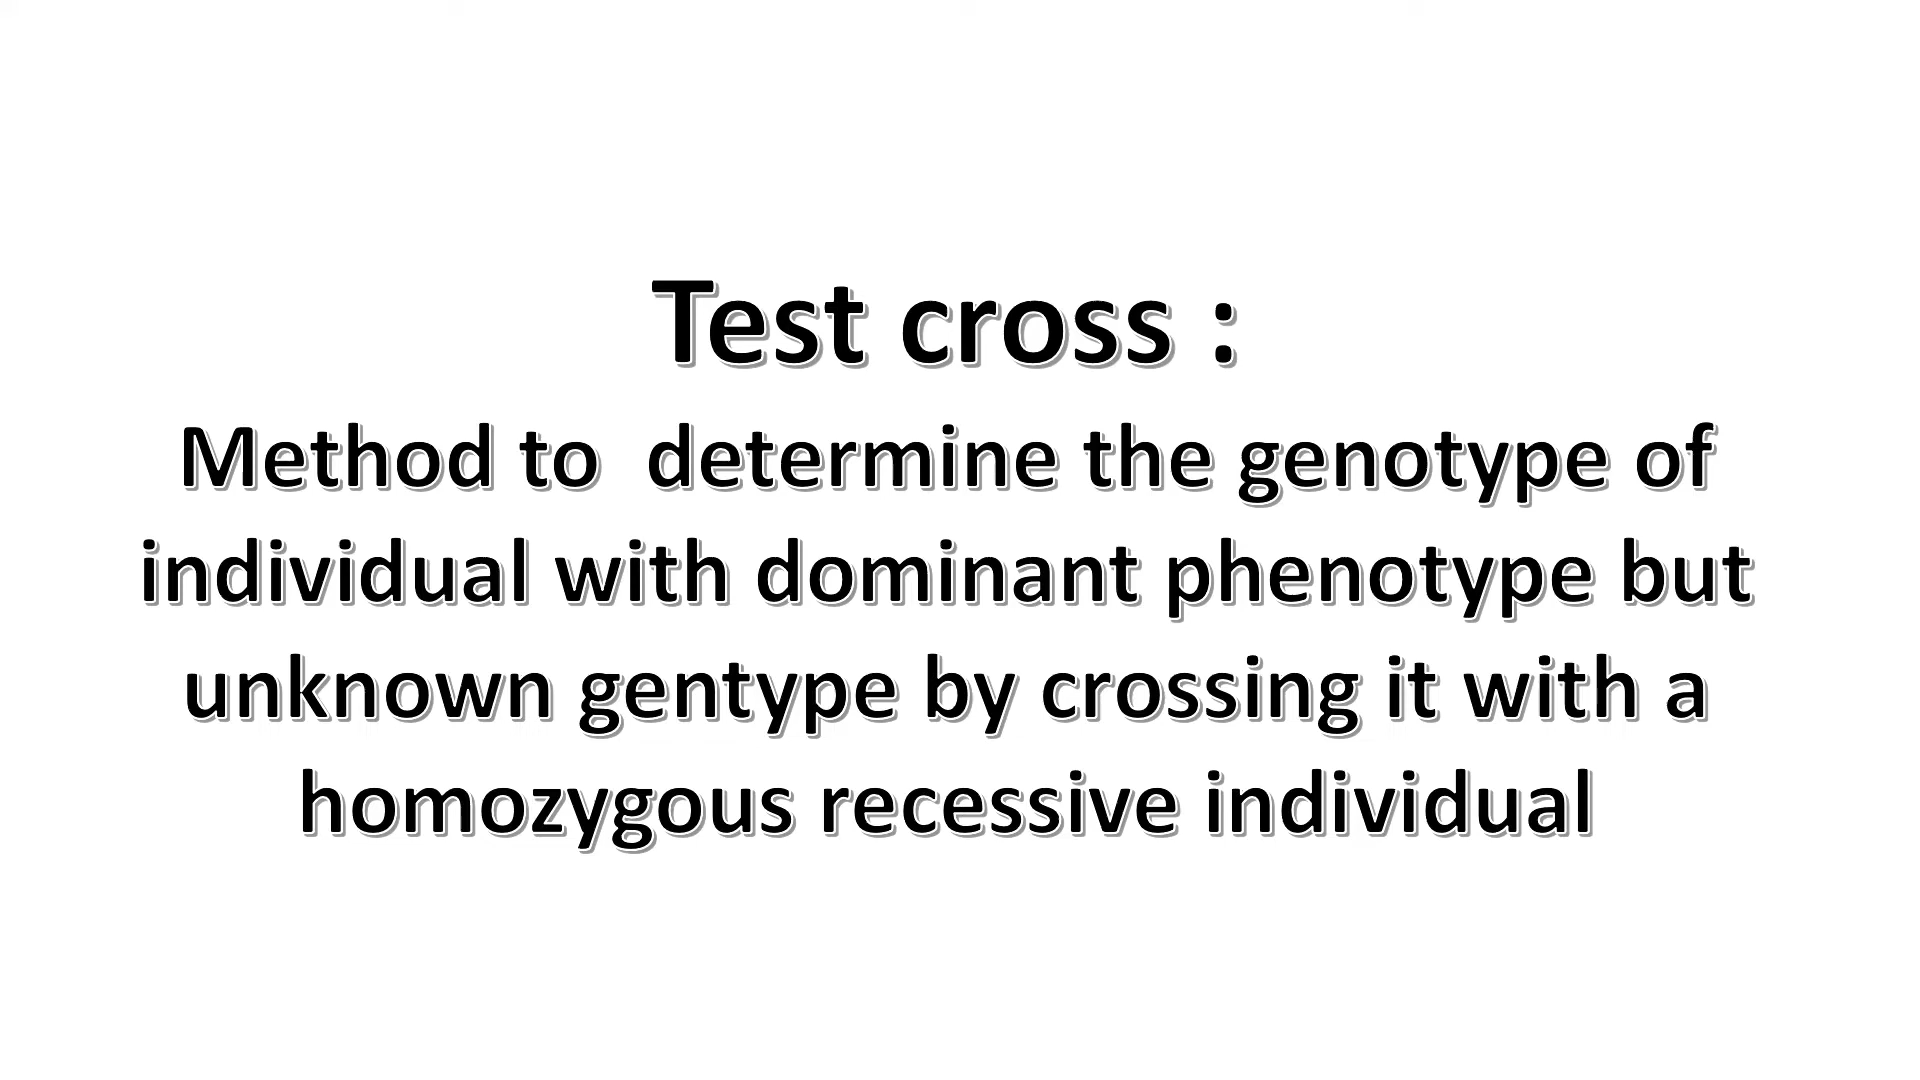 Test cross :
Method to  determine the genotype of
individual with dominant phenotype but
unknown gentype by crossing it with a
homozygous recessive individual